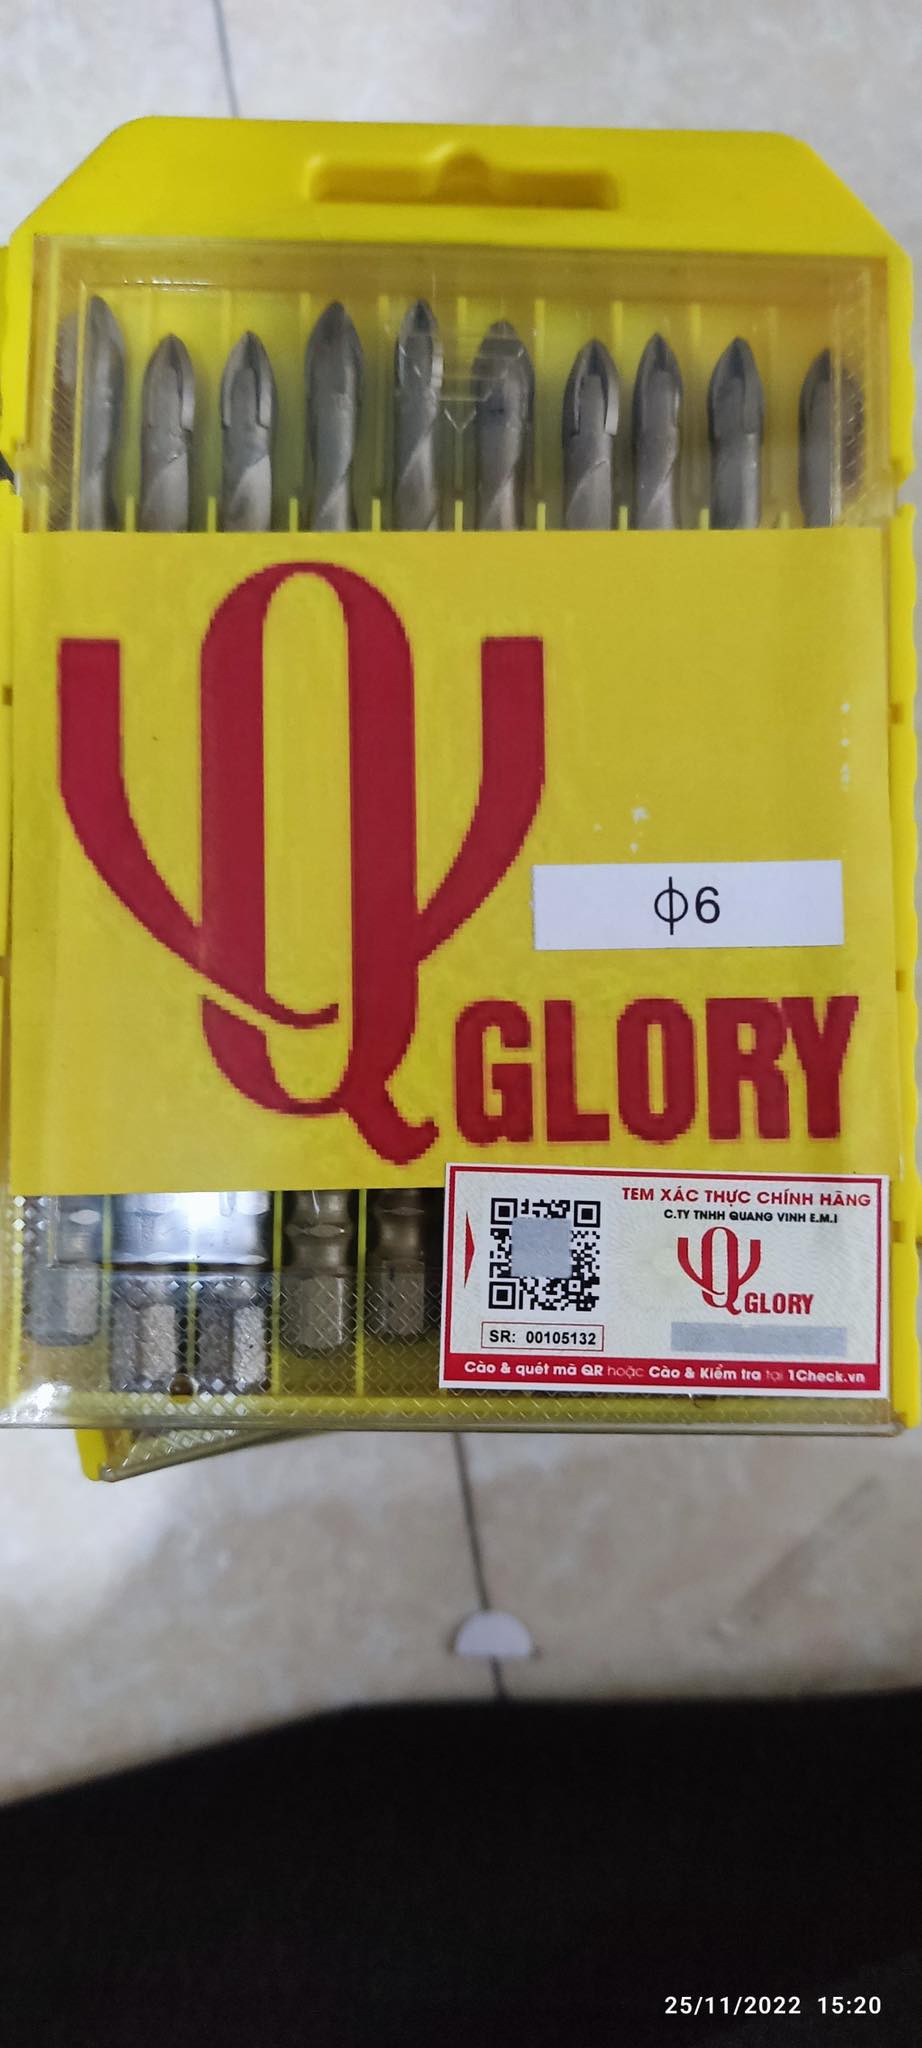 Φ6
GLORY
TEM XÁC THỰC CHÍNH HÃNG
C.TY TNHH QUANG VINH E.M.I
GLORY
SR: 00105132
Cào & quét mã QR hoặc Cào & Kiểm tra tại 1Check.vn
25/11/2022 15:20